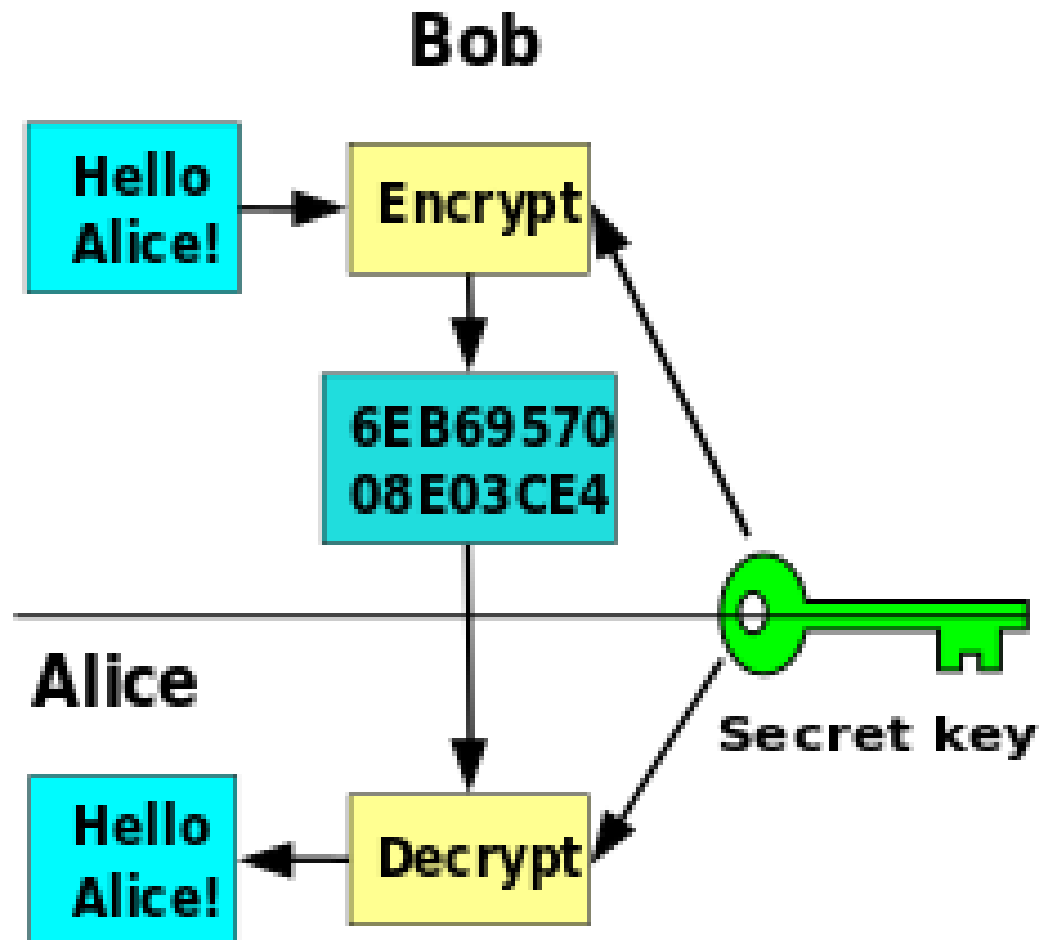 Bob
Hello
Alice!
Encrypt
6EB69570
08E03CE4
Alice
Secret key
Hello
Alice!
Decrypt